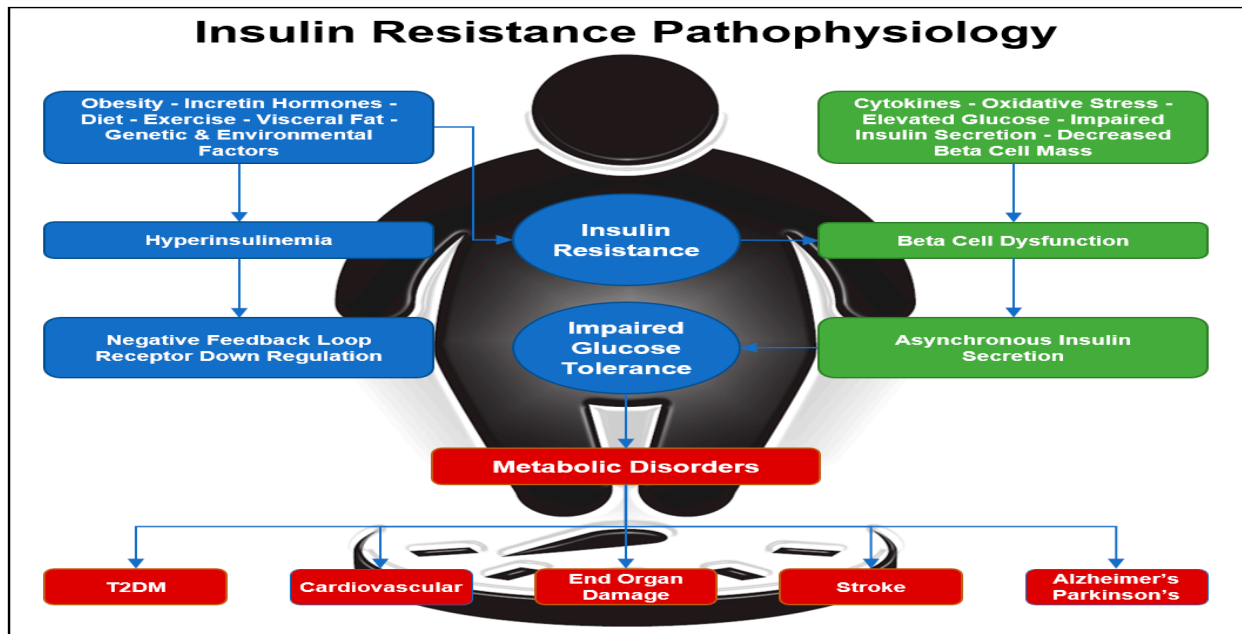 Insulin Resistance Pathophysiology
Obesity - Incretin Hormones -
Diet - Exercise - Visceral Fat -
Genetic & Environmental
Factors
Cytokines - Oxidative Stress -
Elevated Glucose - Impaired
Insulin Secretion - Decreased
Beta Cell Mass
Hyperinsulinemia
Insulin
Resistance
Beta Cell Dysfunction
Negative Feedback Loop
Receptor Down Regulation
Impaired
Glucose
Tolerance
Asynchronous Insulin
Secretion
Metabolic Disorders
T2DM
Cardiovascular
End Organ
Damage
Stroke
Alzheimer's
Parkinson's